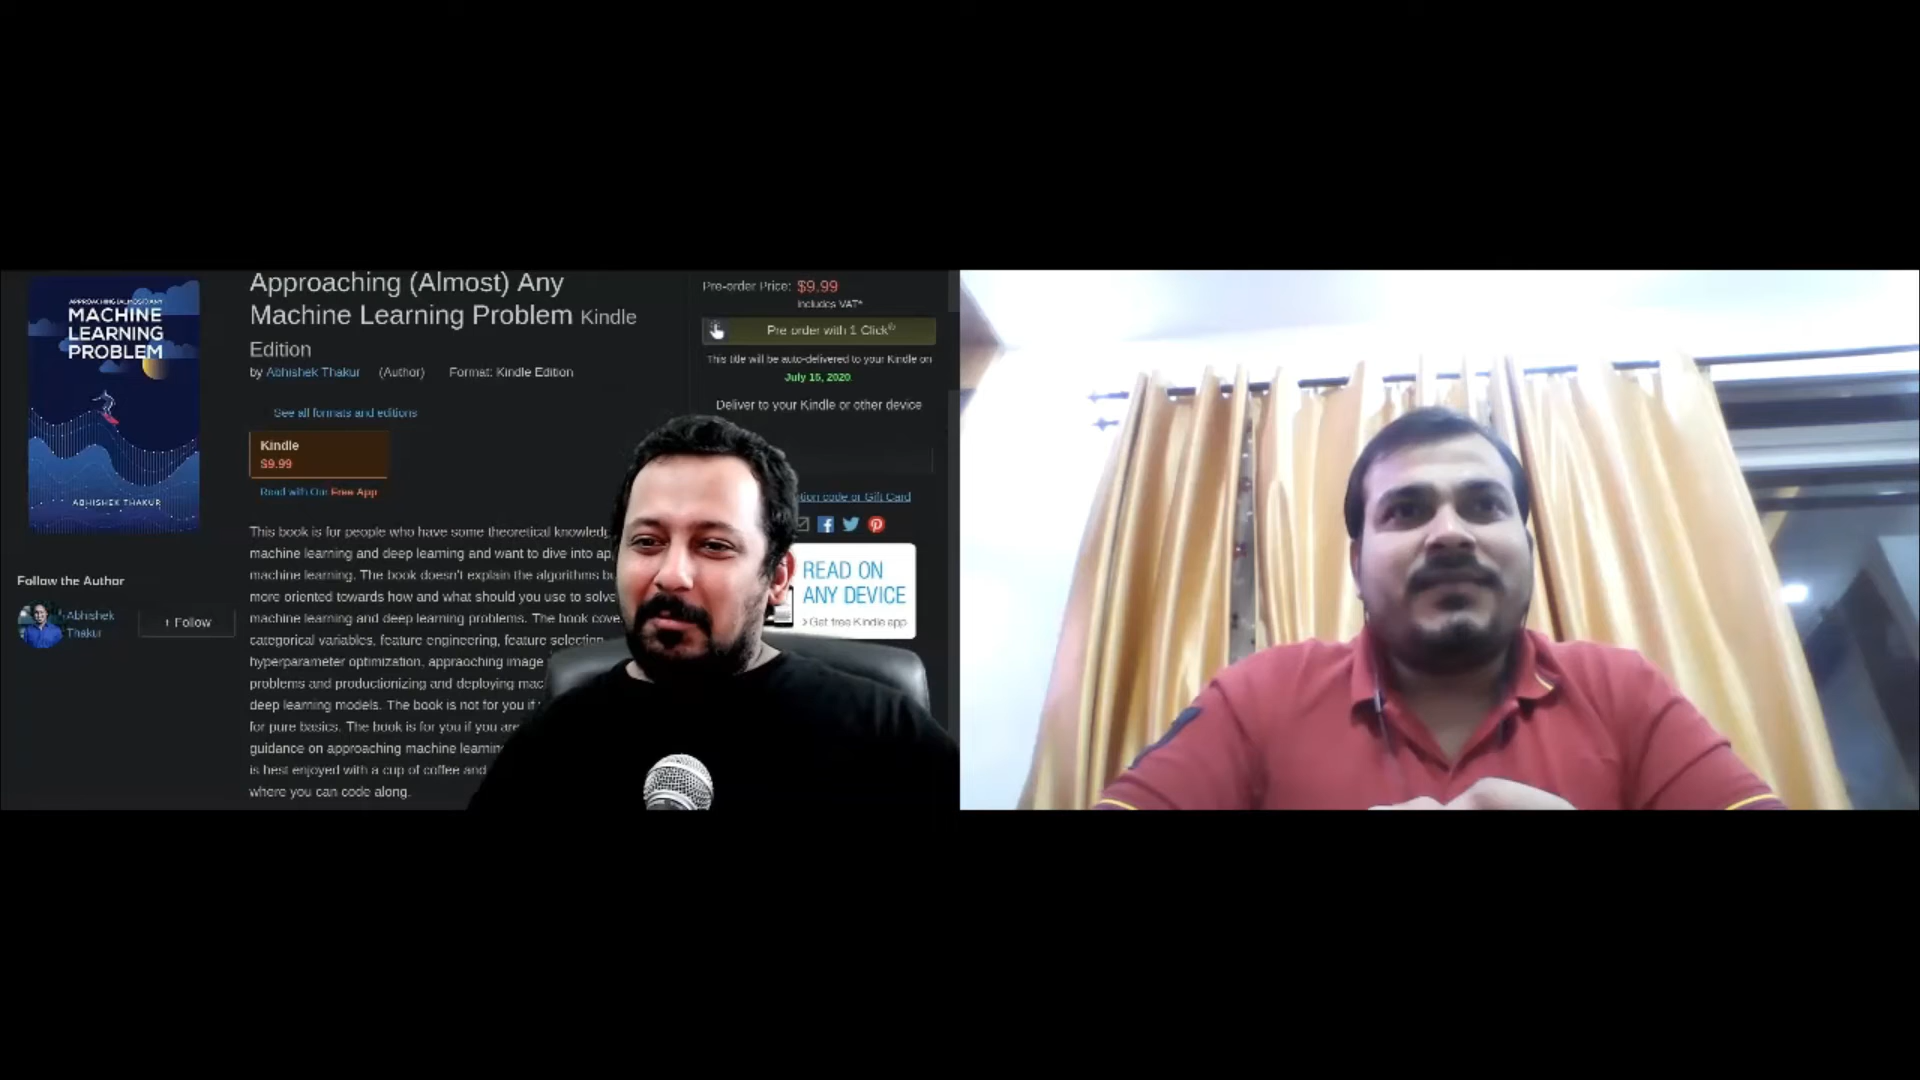 APPROACHING (ALMOST) ANY
MACHINE
LEARNING
PROBLEM
ABHISHEK THAKUR
Follow the Author
Abhishek
Thakur
+ Follow
Approaching (Almost) Any
Machine Learning Problem Kindle
Edition
by Abhishek Thakur (Author) Format: Kindle Edition
See all formats and editions
Kindle
$9.99
Read with Our Free App
This book is for people who have some theoretical knowledg
machine learning and deep learning and want to dive into ap
machine learning. The book doesn't explain the algorithms bu
more oriented towards how and what should you use to solve
machine learning and deep learning problems. The book cove
categorical variables, feature engineering, feature selection,
hyperparameter optimization, appraoching image
problems and productionizing and deploying mac
deep learning models. The book is not for you if
for pure basics. The book is for you if you are
guidance on approaching machine learning
is best enjoyed with a cup of coffee and
where you can code along.
Pre-order Price: $9.99
Includes VAT*
Pre order with 1 Click®
This title will be auto-delivered to your Kindle on
July 15, 2020.
Deliver to your Kindle or other device
tion code or Gift Card
READ ON
ANY DEVICE
› Get free Kindle app